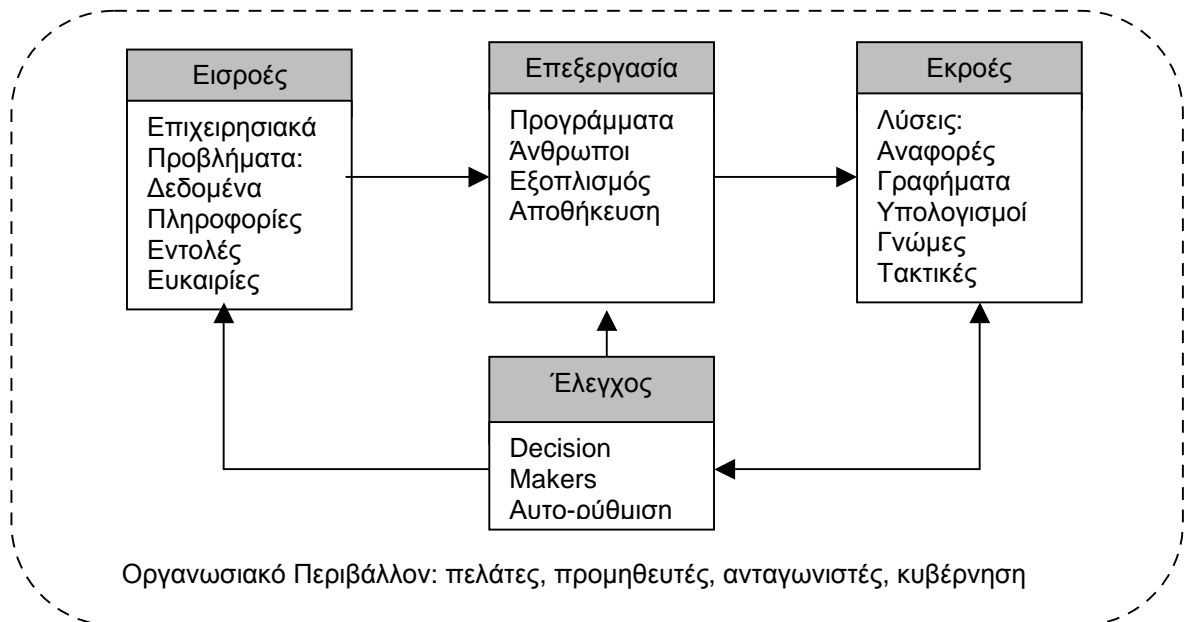 Εισροές
Επιχειρησιακά
Προβλήματα:
Δεδομένα
Πληροφορίες
Εντολές
Ευκαιρίες
Επεξεργασία
Προγράμματα
Άνθρωποι
Εξοπλισμός
Αποθήκευση
Εκροές
Λύσεις:
Αναφορές
Γραφήματα
Υπολογισμοί
Γνώμες
Τακτικές
Έλεγχος
Decision
Makers
Αυτο-ρύθμιση
Οργανωσιακό Περιβάλλον: πελάτες, προμηθευτές, ανταγωνιστές, κυβέρνηση